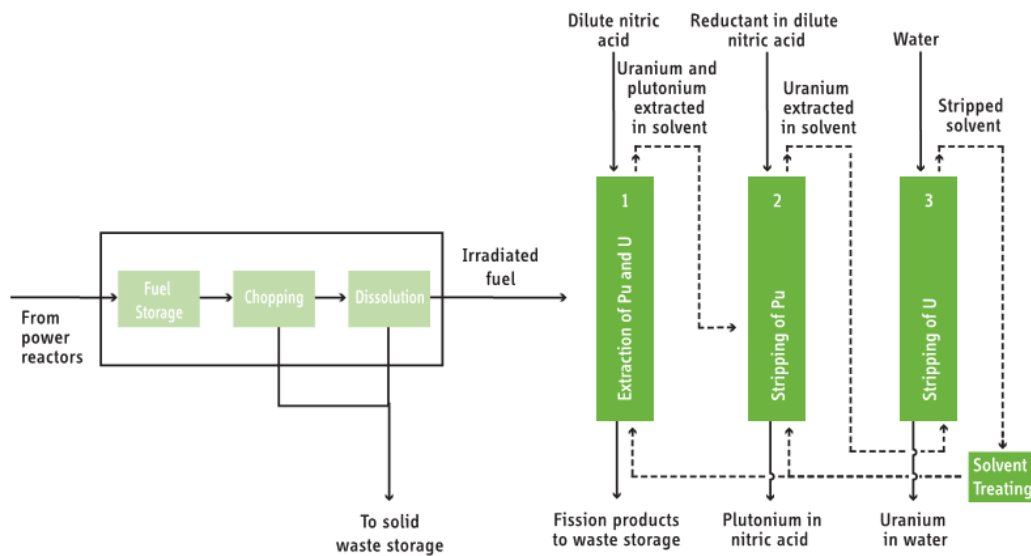 Dilute nitric
acid
Reductant in dilute
nitric acid
Water
Uranium and
plutonium
extracted
in solvent
Uranium
extracted
in solvent
Stripped
solvent
1
Extraction of Pu and U
2
Stripping of Pu
3
Stripping of U
Irradiated
fuel
Fuel
Storage
Chopping
Dissolution
From
power
reactors
Solvent
Treating
To solid
waste storage
Fission products
to waste storage
Plutonium in
nitric acid
Uranium
in water